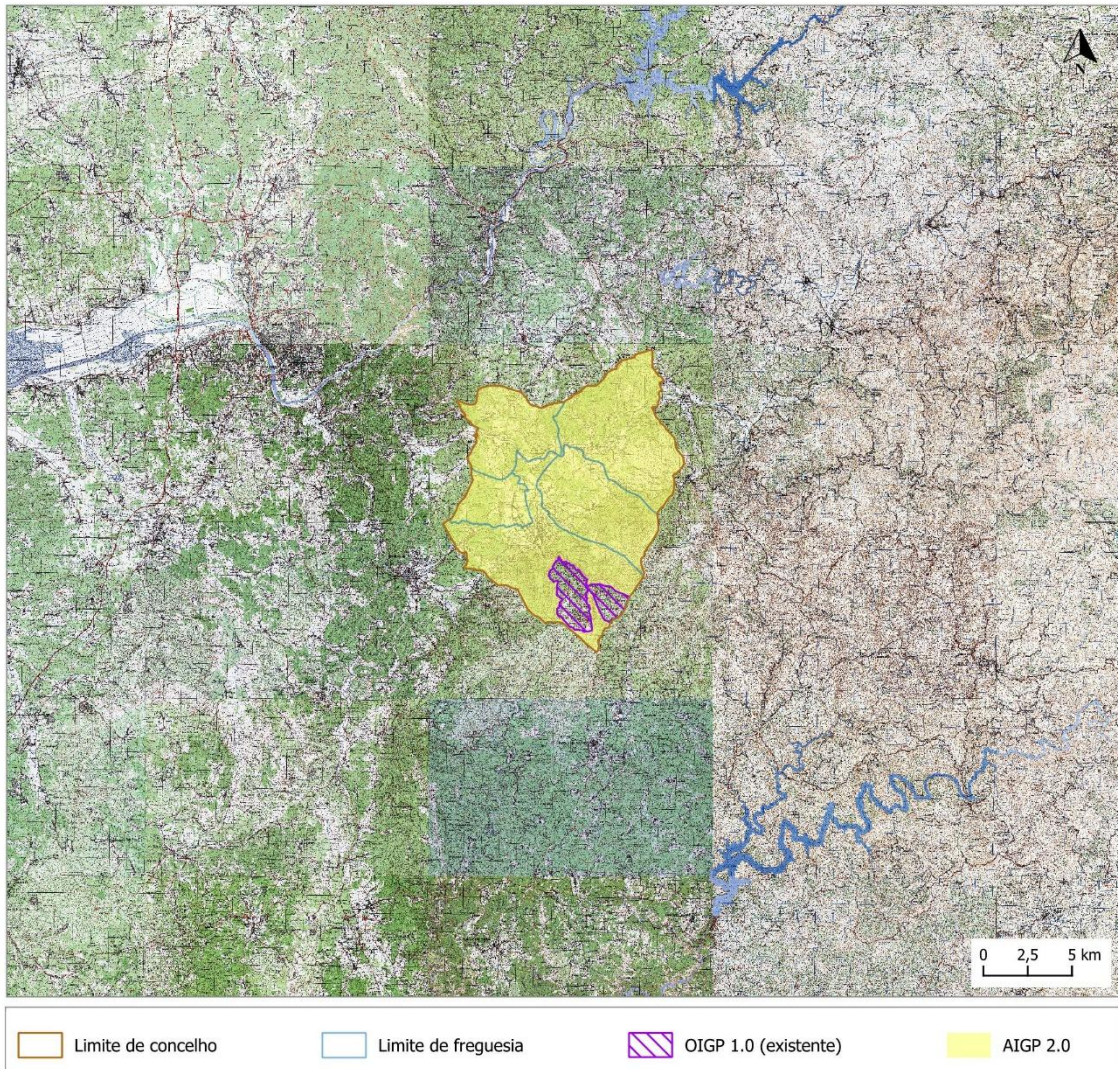 N
0 2,5 5 km
Limite de concelho Limite de freguesia OIGP 1.0 (existente) AIGP 2.0